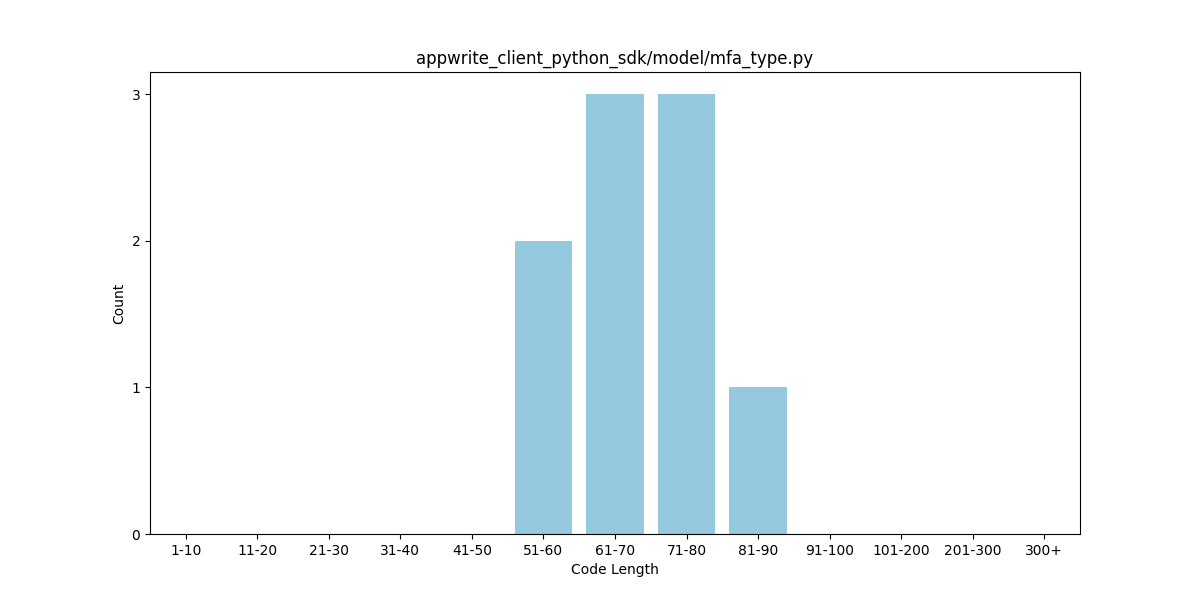 appwrite_client_python_sdk/model/mfa_type.py
3
2
1
0
Count
1-10 11-20 21-30 31-40 41-50 51-60 61-70 71-80 81-90 91-100 101-200 201-300 300+
Code Length